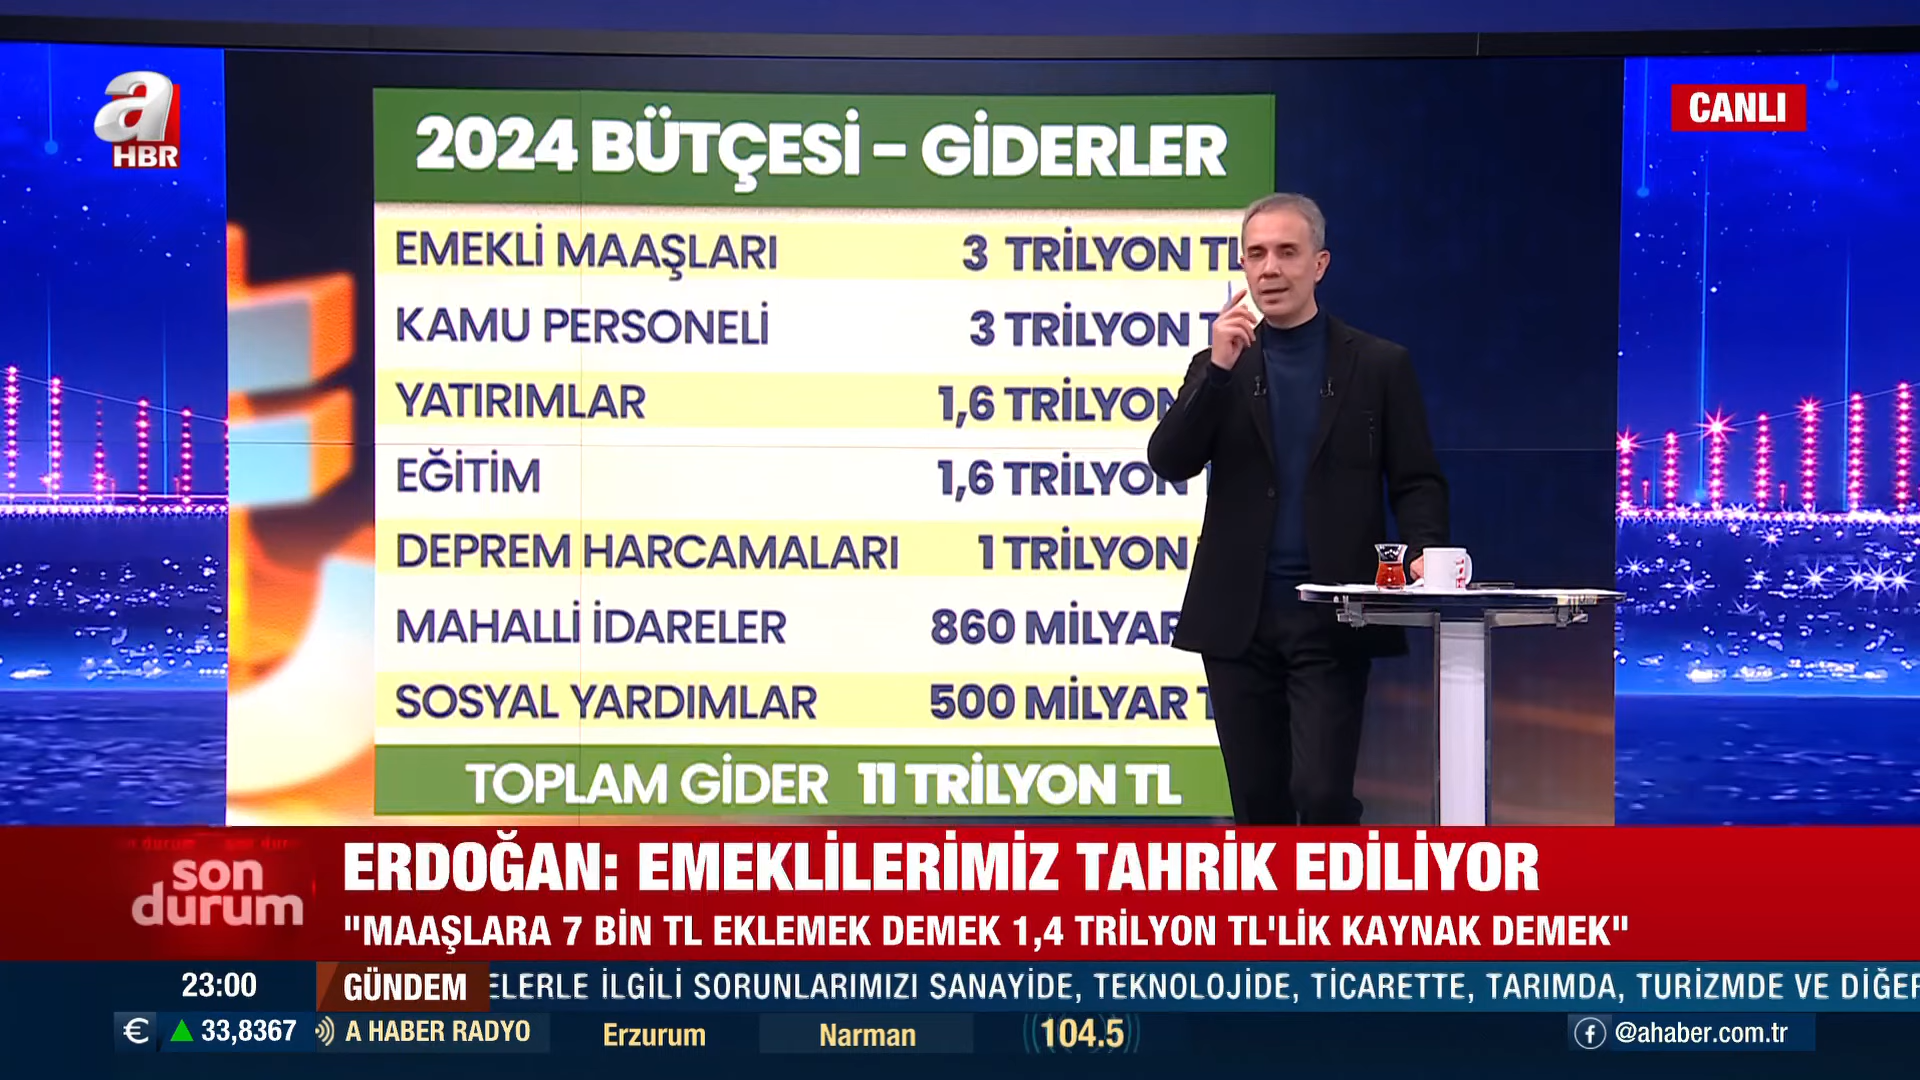 a
HBR
CANLI
2024 BÜTÇESİ - GİDERLER
EMEKLİ MAAŞLARI 3 TRİLYON TL
KAMU PERSONELİ 3 TRİLYON
YATIRIMLAR 1,6 TRİLYON
EĞİTİM 1,6 TRİLYON
DEPREM HARCAMALARI 1 TRİLYON
MAHALLİ İDARELER 860 MİLYAR
SOSYAL YARDIMLAR 500 MİLYAR
TOPLAM GİDER 11 TRİLYON TL
son durum
ERDOĞAN: EMEKLİLERİMİZ TAHRİK EDİLİYOR
"MAAŞLARA 7 BİN TL EKLEMEK DEMEK 1,4 TRİLYON TL'LİK KAYNAK DEMEK"
23:00 GÜNDEM ELERLE İLGİLİ SORUNLARIMIZI SANAYİDE, TEKNOLOJİDE, TİCARETTE, TARIMDA, TURİZMDE VE DİĞER
€ ▲ 33,8367 A HABER RADYO Erzurum Narman 104.5 @ahaber.com.tr